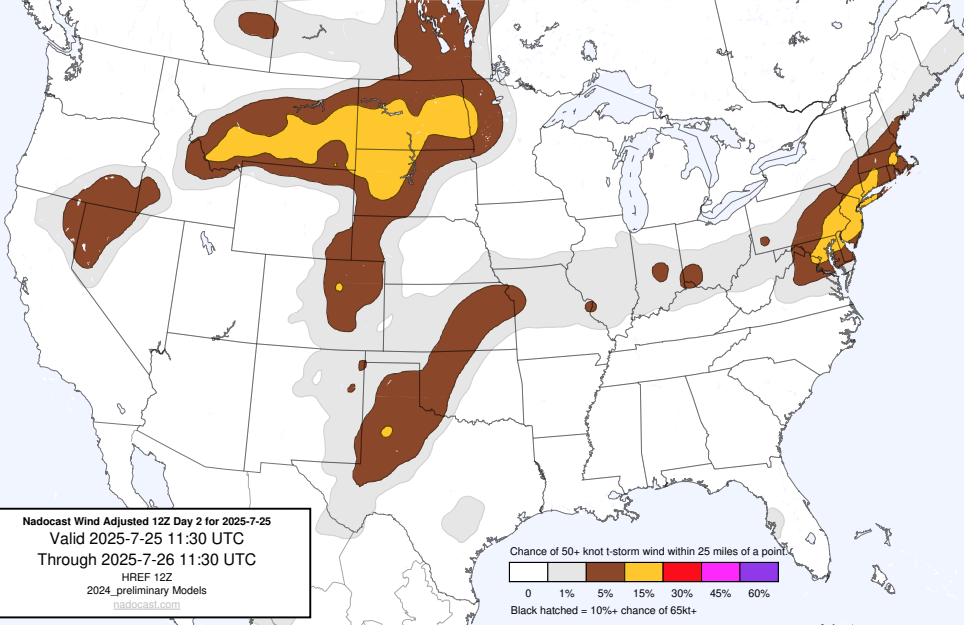 Nadocast Wind Adjusted 12Z Day 2 for 2025-7-25
Valid 2025-7-25 11:30 UTC
Through 2025-7-26 11:30 UTC
HREF 12Z
2024_preliminary Models
nadocast.com
Chance of 50+ knot t-storm wind within 25 miles of a point.
0 1% 5% 15% 30% 45% 60%
Black hatched = 10%+ chance of 65kt+